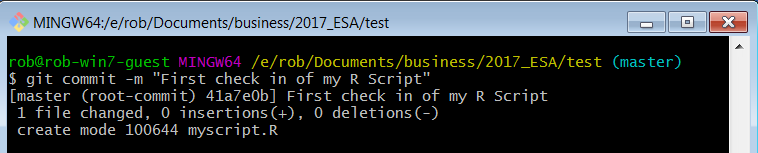 MINGW64:/e/rob/Documents/business/2017_ESA/test
rob@rob-win7-guest MINGW64 /e/rob/Documents/business/2017_ESA/test (master)
$ git commit -m "First check in of my R Script"
[master (root-commit) 41a7e0b] First check in of my R Script
 1 file changed, 0 insertions(+), 0 deletions(-)
 create mode 100644 myscript.R